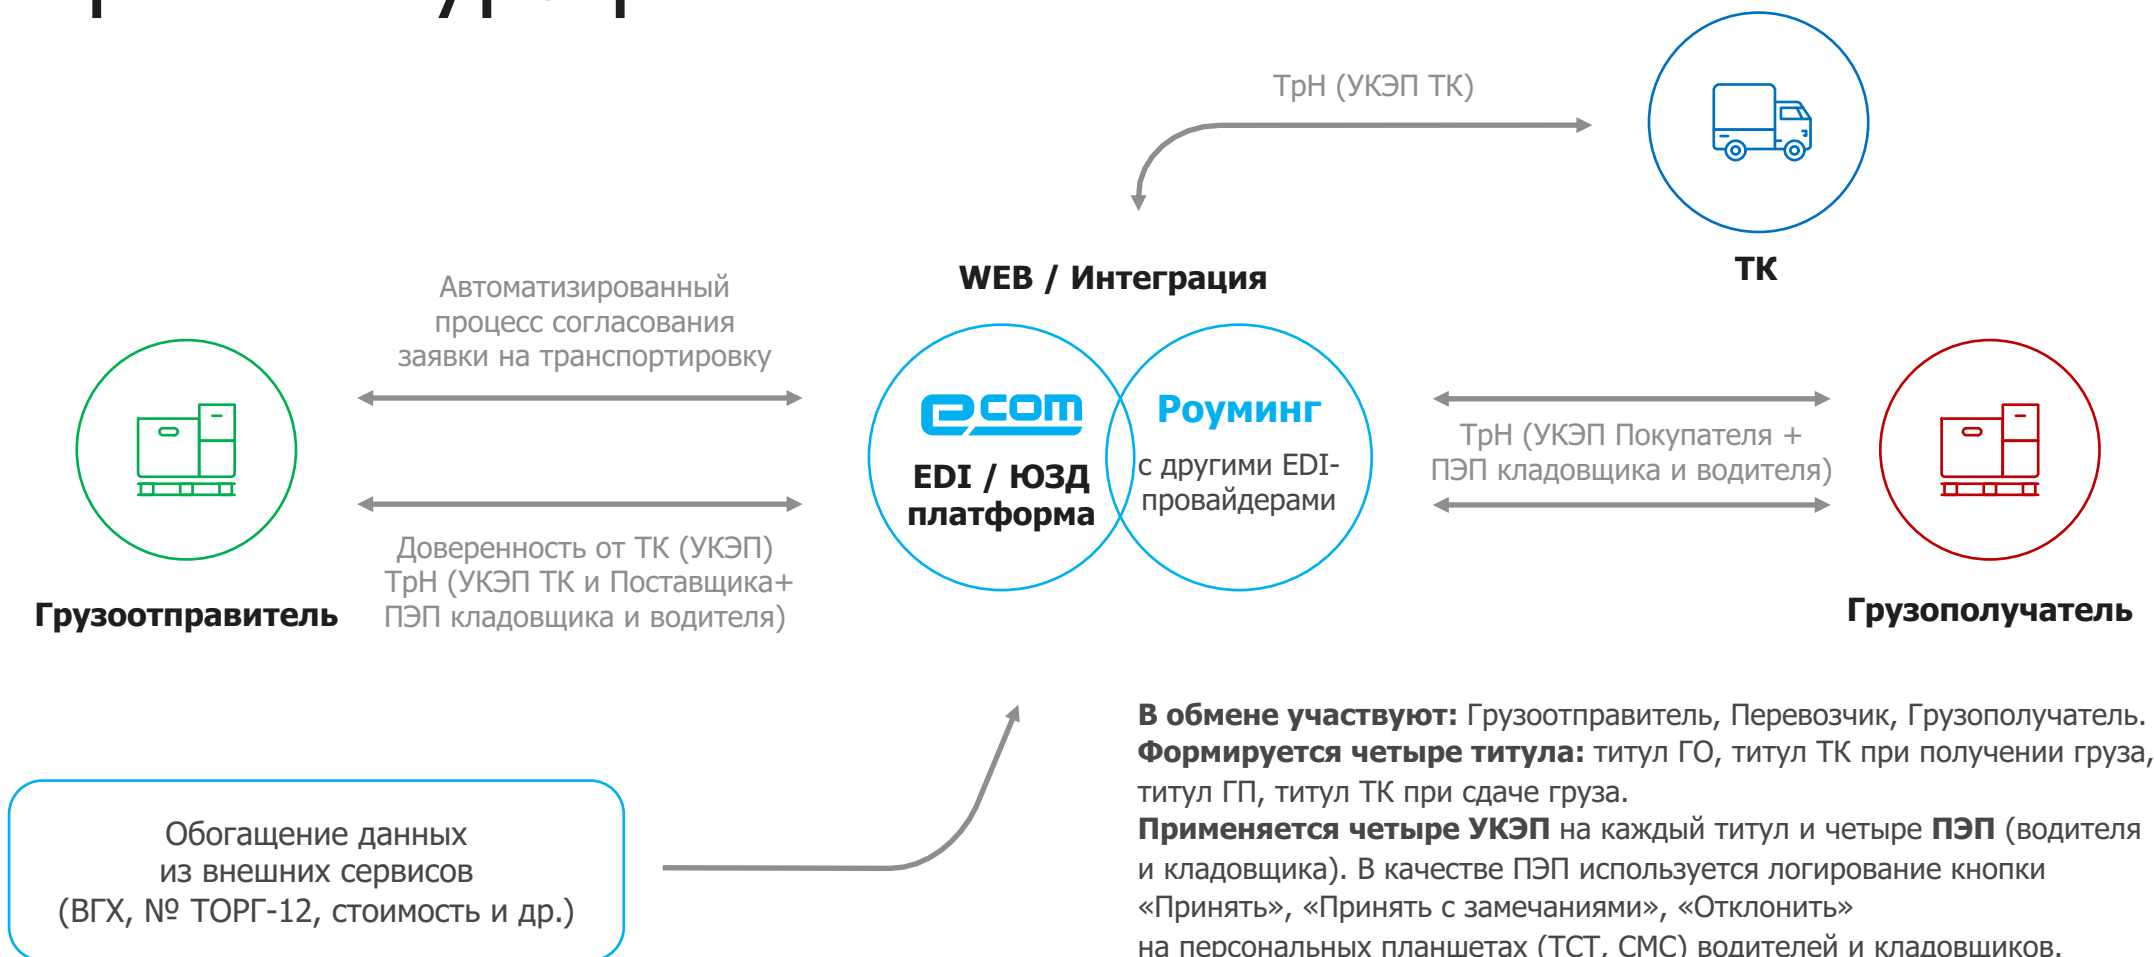 ТрН (УКЭП ТК)
ТК
WEB / Интеграция
Автоматизированный
процесс согласования
заявки на транспортировку
ecom
EDI / ЮЗД
платформа
Роуминг
с другими EDI-
провайдерами
ТрН (УКЭП Покупателя +
ПЭП кладовщика и водителя)
Доверенность от ТК (УКЭП)
ТрН (УКЭП ТК и Поставщика+
ПЭП кладовщика и водителя)
Грузоотправитель
Грузополучатель
Обогащение данных
из внешних сервисов
(ВГХ, № ТОРГ-12, стоимость и др.)
В обмене участвуют: Грузоотправитель, Перевозчик, Грузополучатель.
Формируется четыре титула: титул ГО, титул ТК при получении груза,
титул ГП, титул ТК при сдаче груза.
Применяется четыре УКЭП на каждый титул и четыре ПЭП (водителя
и кладовщика). В качестве ПЭП используется логирование кнопки
«Принять», «Принять с замечаниями», «Отклонить»
на персональных планшетах (ТСТ, СМС) водителей и кладовщиков.